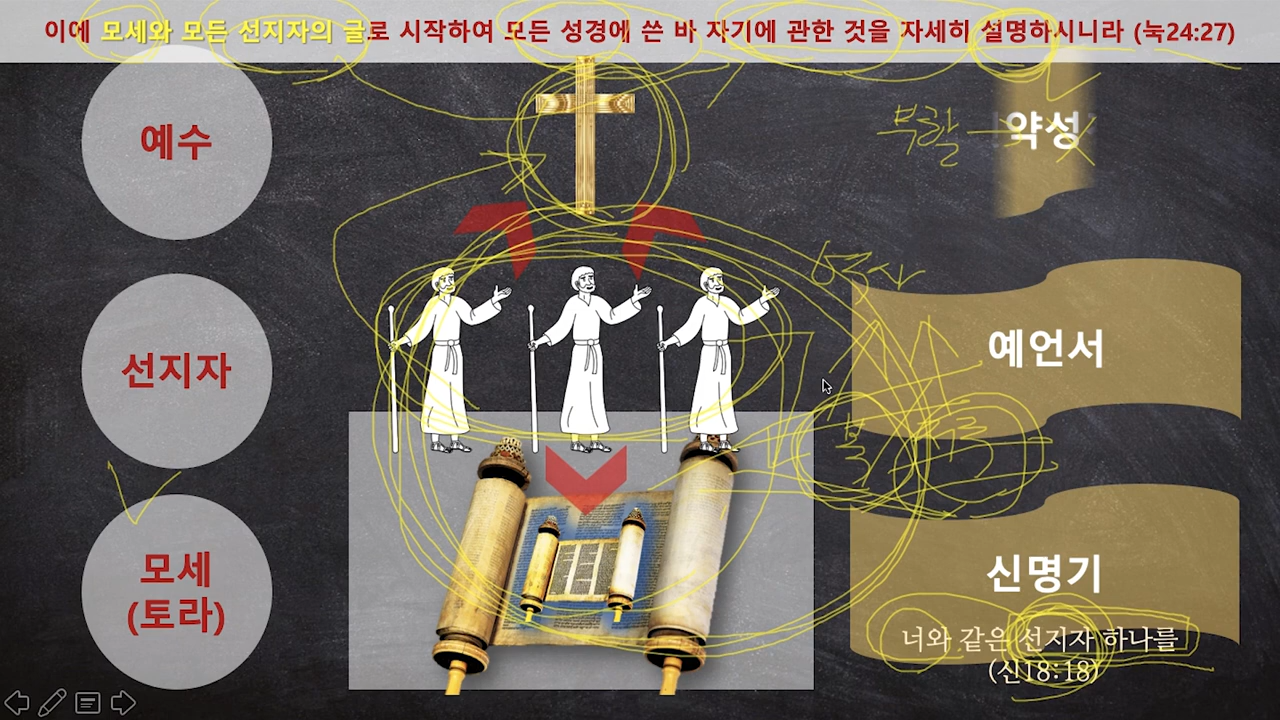 이에 모세와 모든 선지자의 글로 시작하여 모든 성경에 쓴 바 자기에 관한 것을 자세히 설명하시니라 (눅24:27)
예수
부활
약성
선지자
예언서
모세
(토라)
신명기
너와 같은 선지자 하나를
(신18:18)